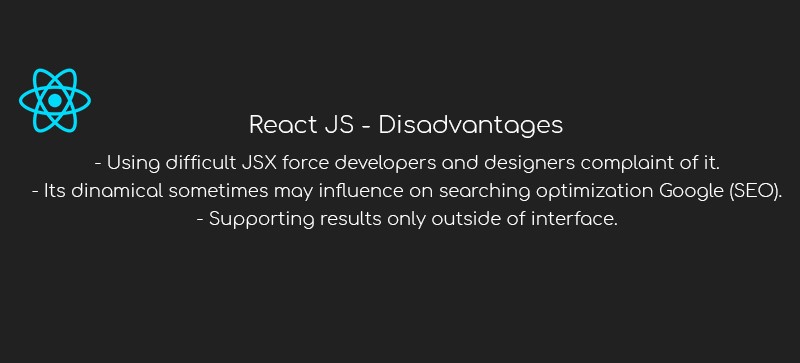 React JS - Disadvantages
- Using difficult JSX force developers and designers complaint of it.
- Its dinamical sometimes may influence on searching optimization Google (SEO).
- Supporting results only outside of interface.